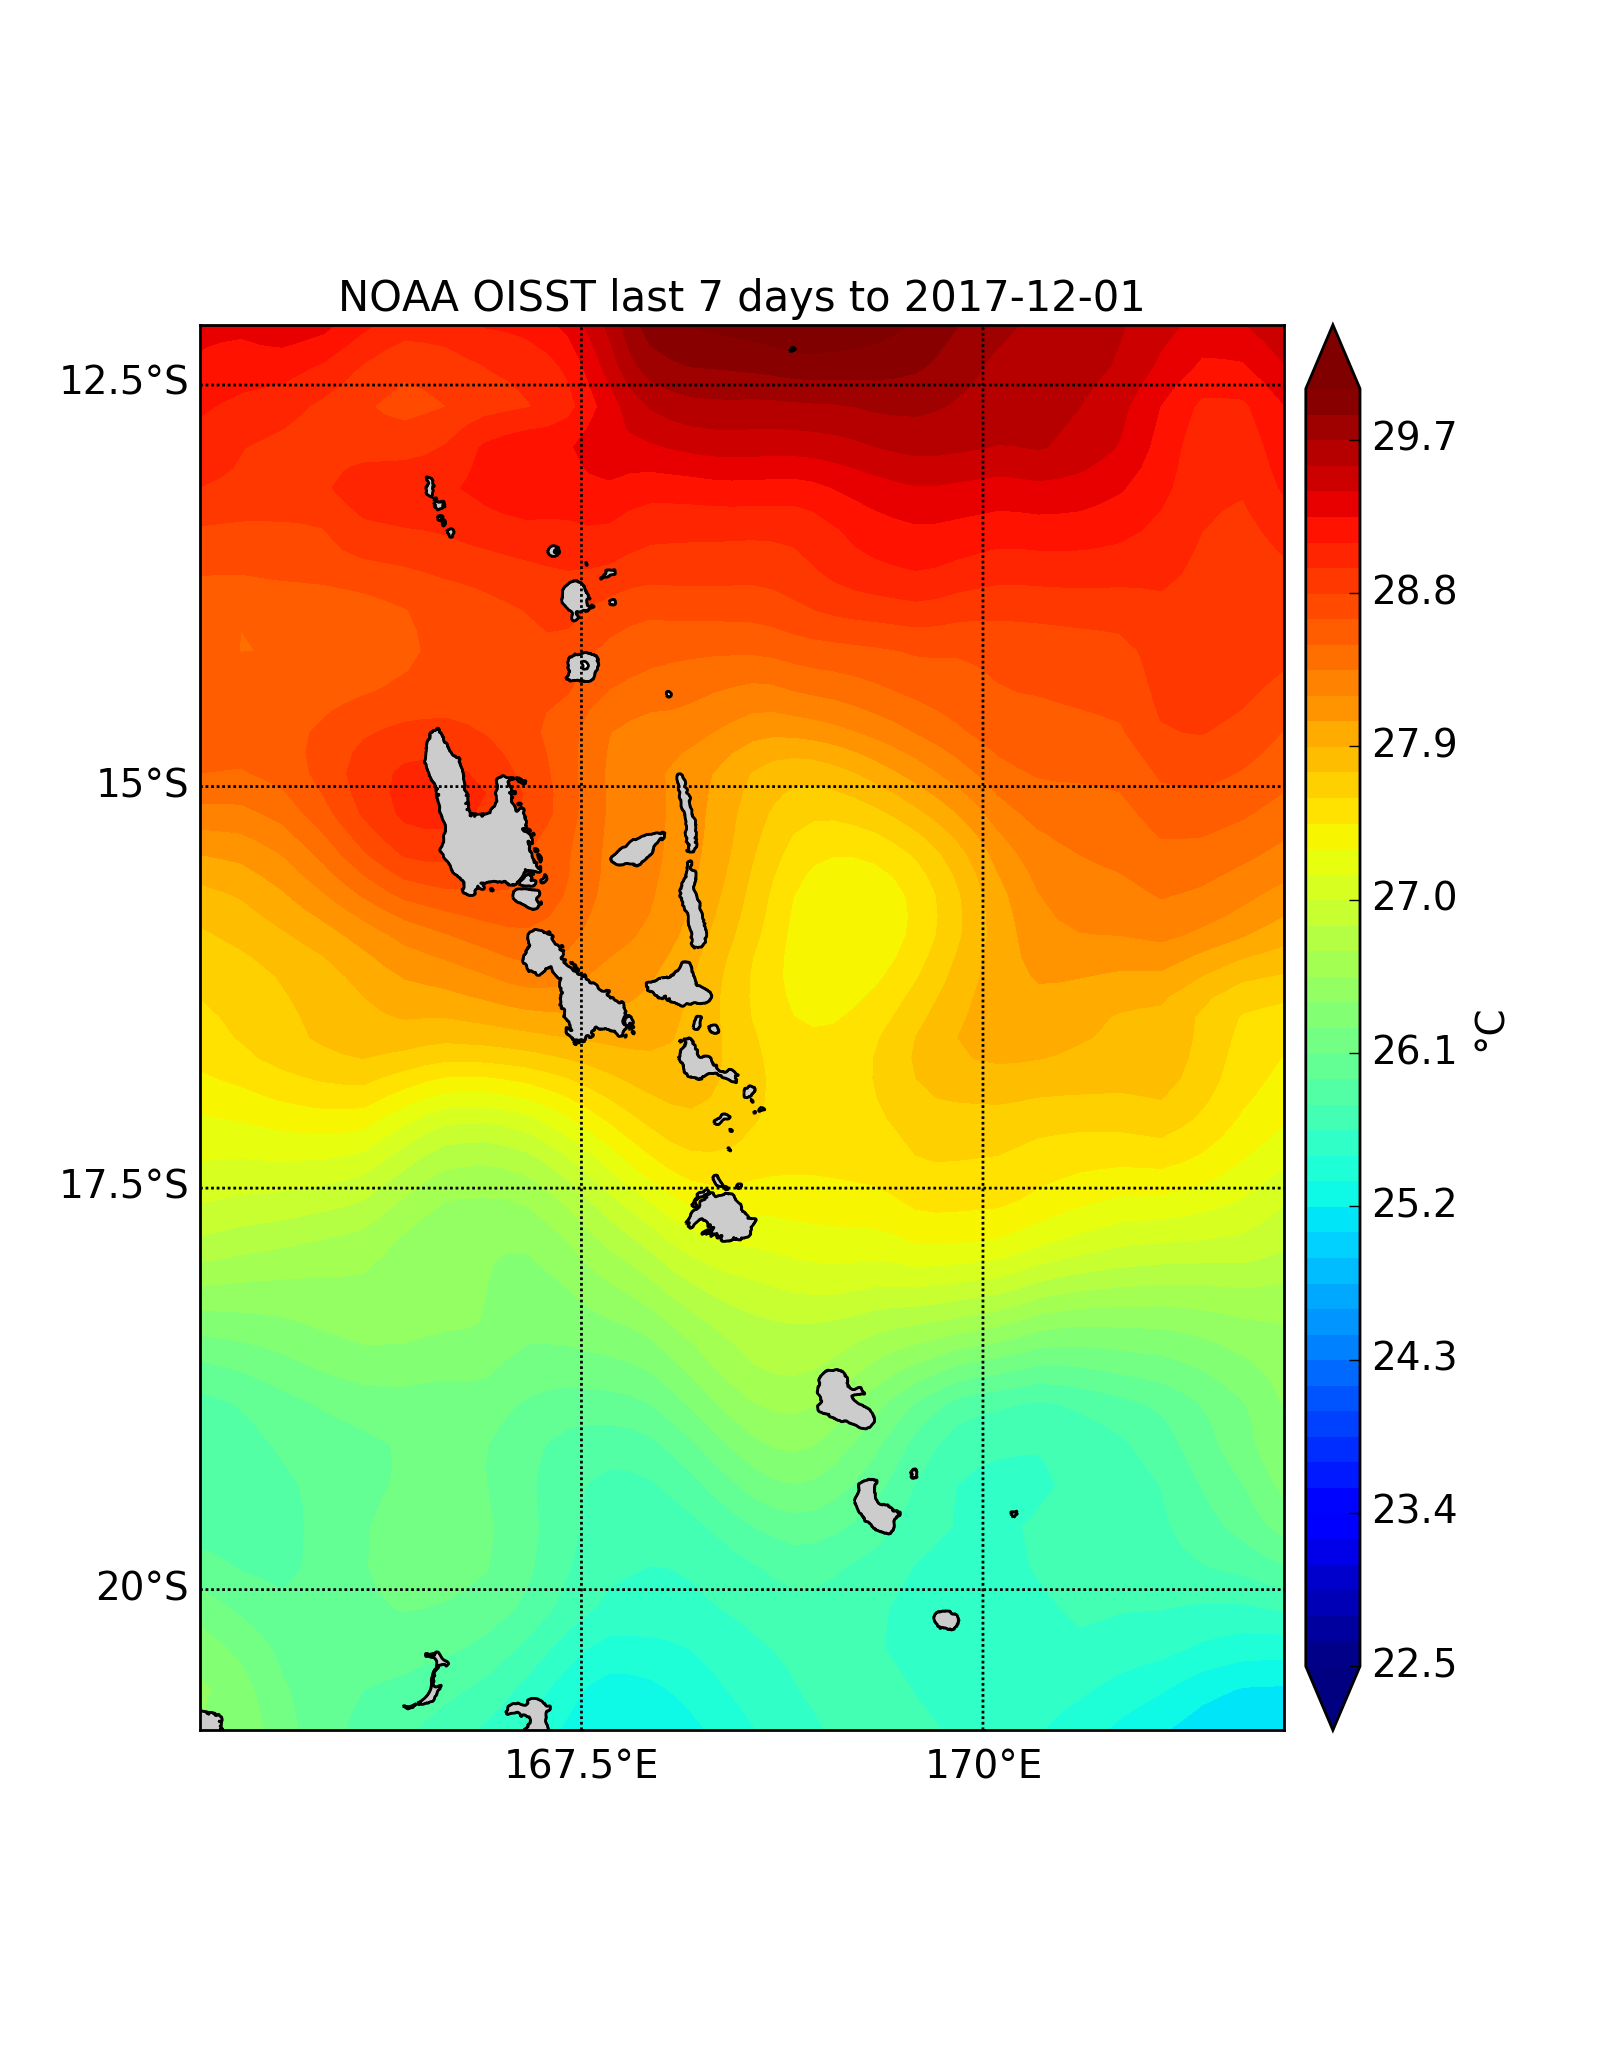 NOAA OISST last 7 days to 2017-12-01
12.5°S
15°S
17.5°S
20°S
167.5°E
170°E
29.7
28.8
27.9
27.0
26.1
25.2
24.3
23.4
22.5
°C